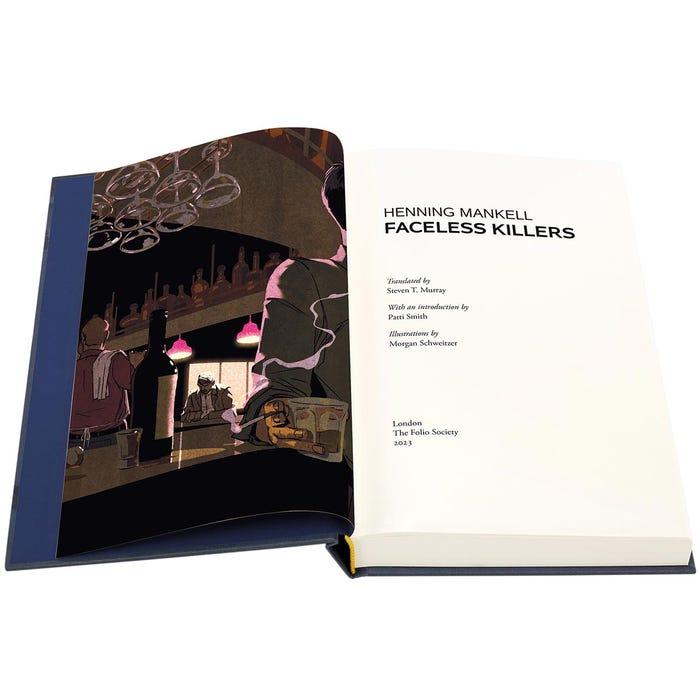 HENNING MANKELL
FACELESS KILLERS
Translated by
Steven T. Murray
With an introduction by
Patti Smith
Illustrations by
Morgan Schweitzer
London
The Folio Society
2023